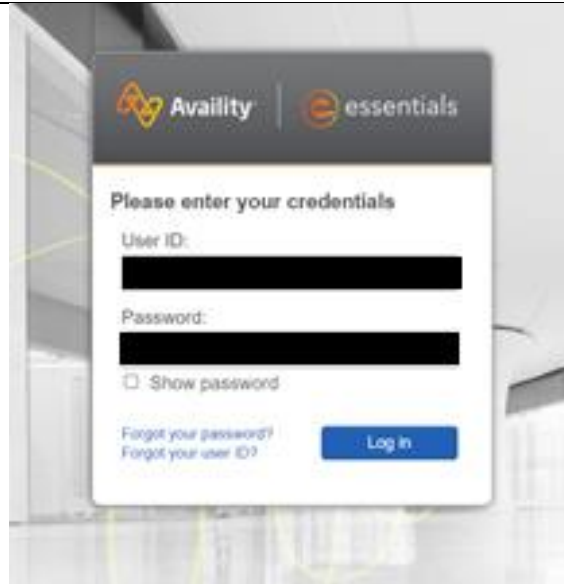 Availity essentials
Please enter your credentials
User ID:
Password:
Show password
Forgot your password?
Log in
Forgot your user ID?